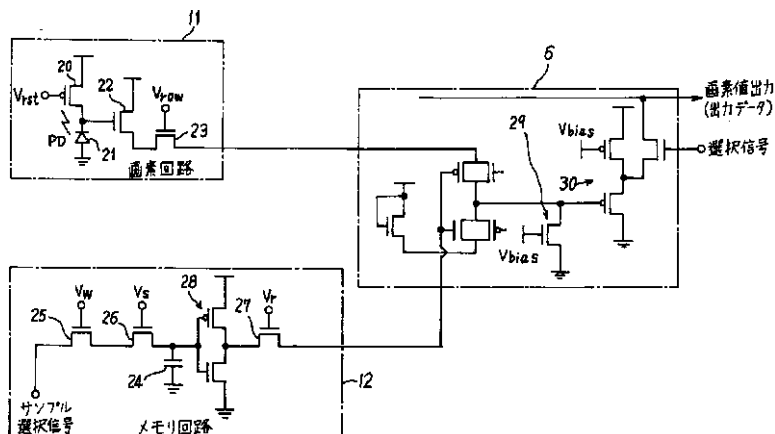 11
20
22
Vrst
Vrow
23
PD
21
画素回路
6
画素値出力
(出力データ)
Vbias
29
選択信号
30
Vbias
Vw
Vs
28
Vr
25
26
27
24
12
サンプル
選択信号
メモリ回路